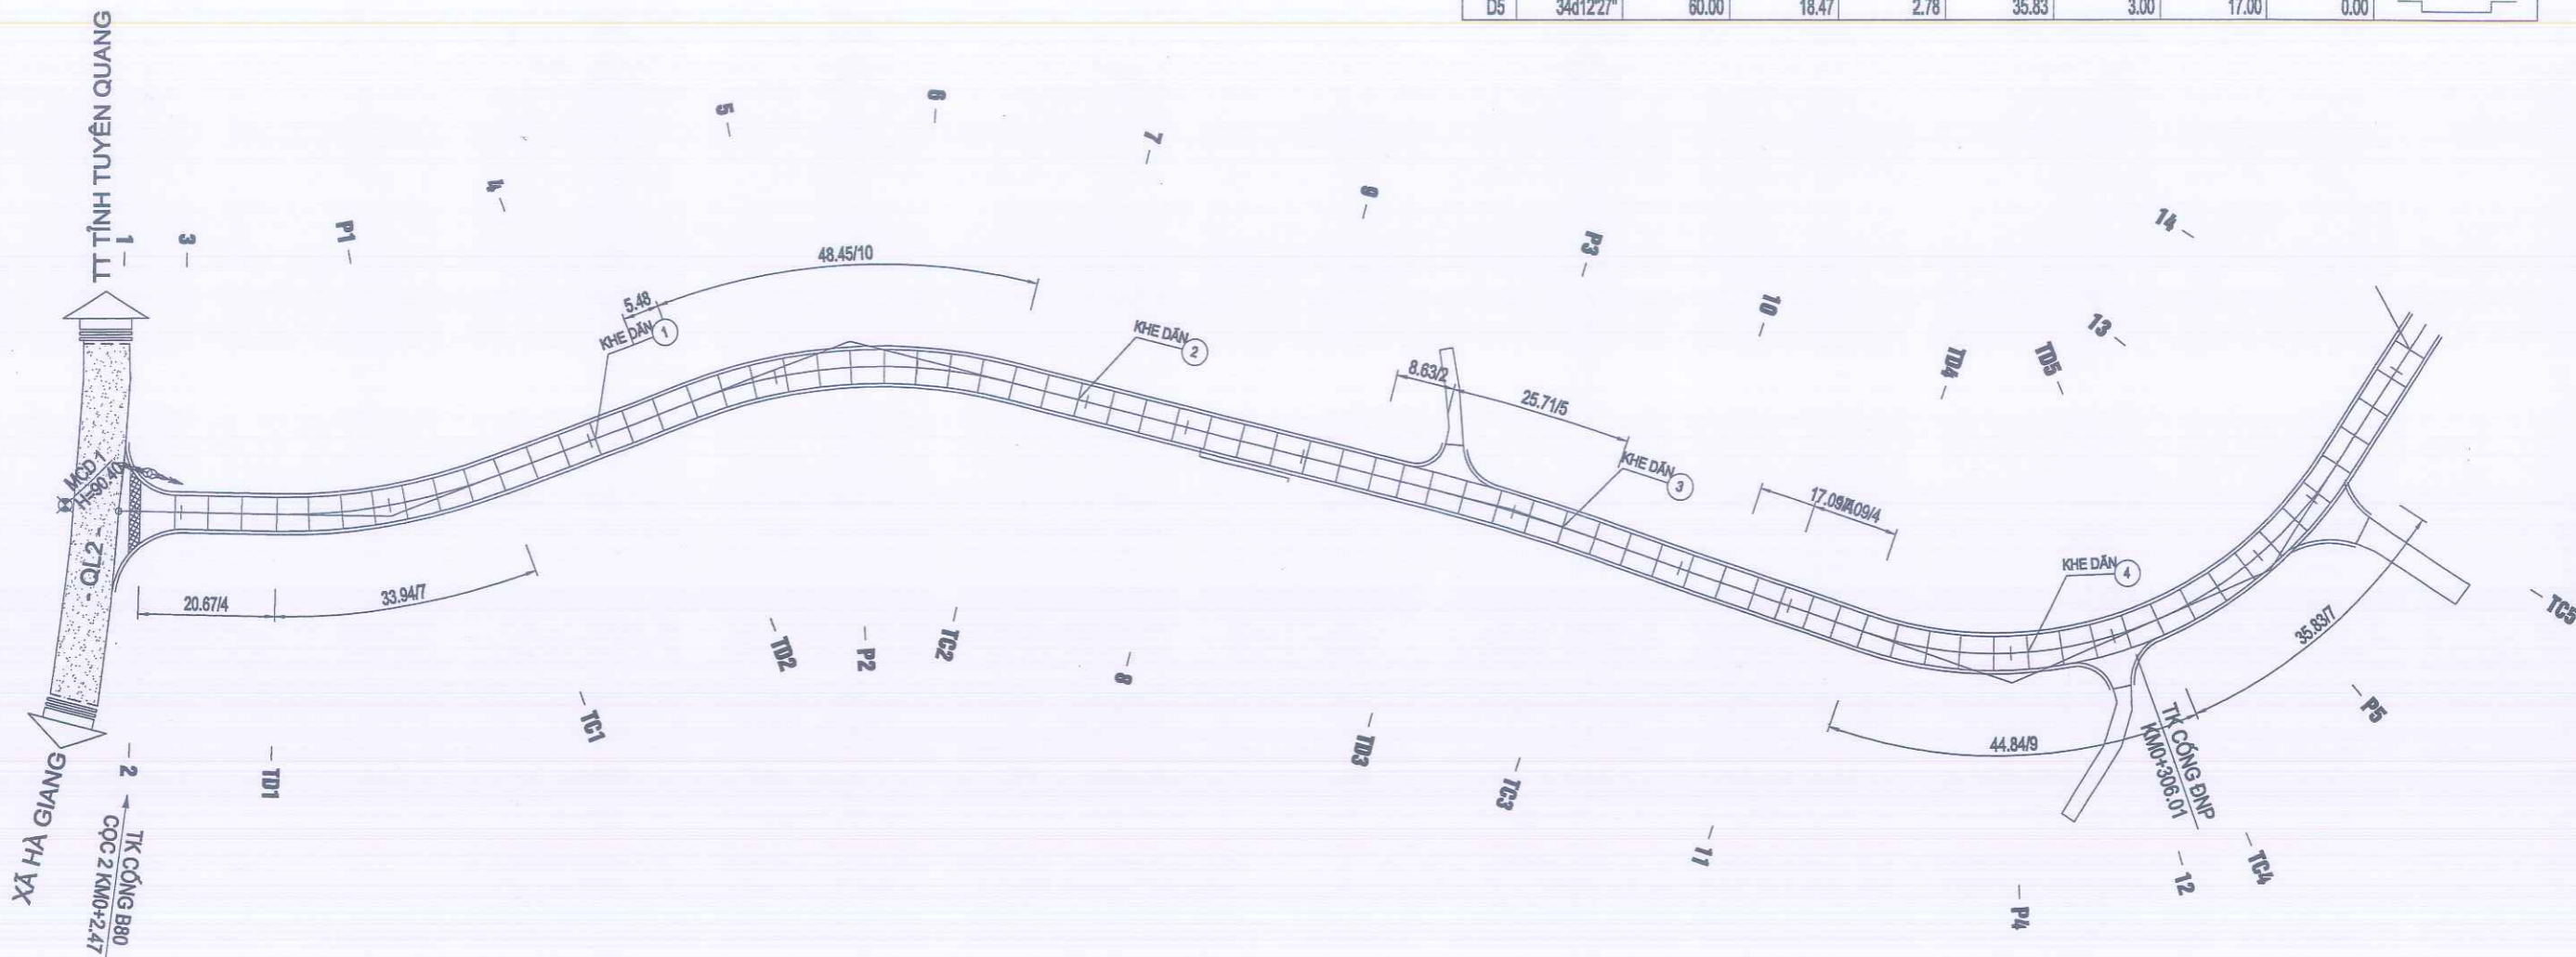 D5 34d12'27" 60.00 18.47 2.78 35.83 3.00 17.00 0.00
TT TỈNH TUYÊN QUANG
1
3
P1
4
5
6
7
9
P3
10
TD4
TD5
13
14
48.45/10
5.48
KHE DÃN 1
KHE DÃN 2
8.63/2
25.71/5
KHE DÃN 3
KHE DÃN 4
MCD 1
H=90.40
- QL2 -
20.67/4
33.94/7
TD2
P2
TC2
8
TC1
TD3
TC3
11
44.84/9
35.83/7
TC5
P5
TK CỐNG ĐNP
KM0+306.01
TC4
12
P4
2
TD1
XÃ HÀ GIANG
TK CỐNG B80
CỌC 2 KM0+2.47